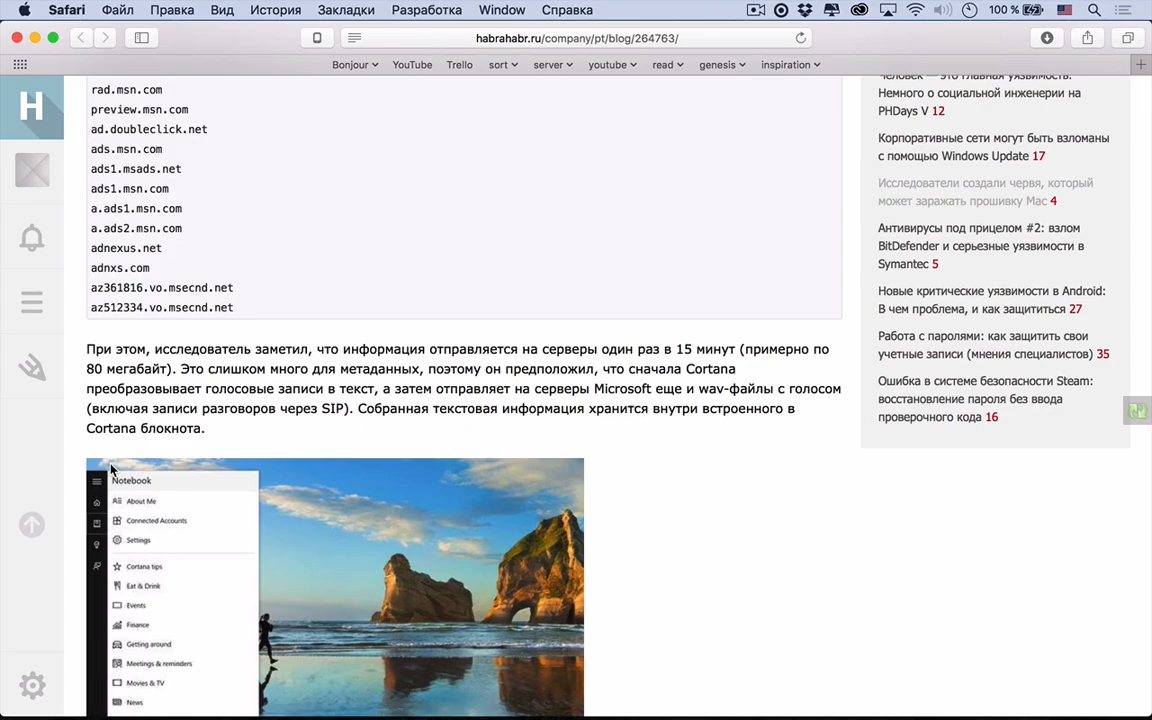 Safari Файл Правка Вид История Закладки Разработка Window Справка 100 %
habrahabr.ru/company/pt/blog/264763/
Bonjour YouTube Trello sort server youtube read genesis inspiration
H
rad.msn.com
preview.msn.com
ad.doubleclick.net
ads.msn.com
ads1.msads.net
ads1.msn.com
a.ads1.msn.com
a.ads2.msn.com
adnexus.net
adnxs.com
az361816.vo.msecnd.net
az512334.vo.msecnd.net
При этом, исследователь заметил, что информация отправляется на серверы один раз в 15 минут (примерно по
80 мегабайт). Это слишком много для метаданных, поэтому он предположил, что сначала Cortana
преобразовывает голосовые записи в текст, а затем отправляет на серверы Microsoft еще и wav-файлы с голосом
(включая записи разговоров через SIP). Собранная текстовая информация хранится внутри встроенного в
Cortana блокнота.
Notebook
About Me
Connected Accounts
Settings
Cortana tips
Eat & Drink
Events
Finance
Getting around
Meetings & reminders
Movies & TV
News
Человек — это главная уязвимость.
Немного о социальной инженерии на
PHDays V 12
Корпоративные сети могут быть взломаны
с помощью Windows Update 17
Исследователи создали червя, который
может заражать прошивку Mac 4
Антивирусы под прицелом #2: взлом
BitDefender и серьезные уязвимости в
Symantec 5
Новые критические уязвимости в Android:
В чем проблема, и как защититься 27
Работа с паролями: как защитить свои
учетные записи (мнения специалистов) 35
Ошибка в системе безопасности Steam:
восстановление пароля без ввода
проверочного кода 16